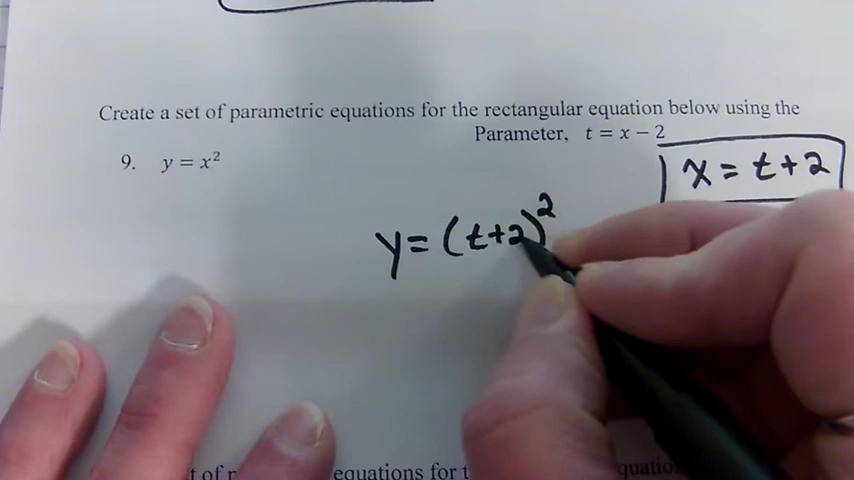 Create a set of parametric equations for the rectangular equation below using the
Parameter, t = x − 2
9. y = x²
x = t+2
y = (t+2)²
equations for